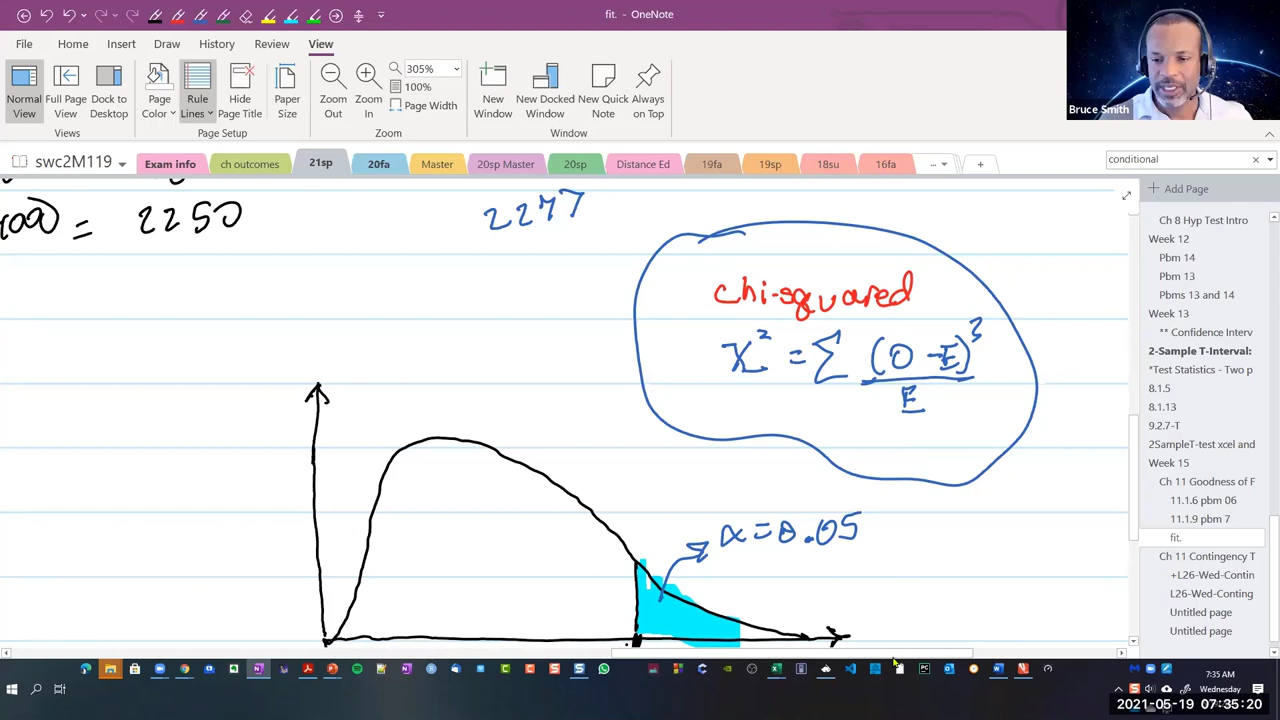 fit. - OneNote
File Home Insert Draw History Review View
305%
100%
Page Width
Normal View
Full Page View
Dock to Desktop
Page Color
Rule Lines
Hide Page Title
Paper Size
Zoom Out
Zoom In
New Window
New Docked Window
New Quick Note
Always on Top
Views
Page Setup
Zoom
Window
Bruce Smith
swc2M119
Exam info ch outcomes 21sp 20fa Master 20sp Master 20sp Distance Ed 19fa 19sp 18su 16fa ...
conditional
Add Page
Ch 8 Hyp Test Intro
Week 12
Pbm 14
Pbm 13
Pbms 13 and 14
Week 13
** Confidence Interv
2-Sample T-Interval:
*Test Statistics - Two p
8.1.5
8.1.13
9.2.7-T
2SampleT-test xcel and
Week 15
Ch 11 Goodness of F
11.1.6 pbm 06
11.1.9 pbm 7
fit.
Ch 11 Contingency T
+L26-Wed-Contin
L26-Wed-Conting
Untitled page
Untitled page
= 2250
2277
chi-squared
χ² = Σ (O - E)²
E
α = 0.05
7:35 AM
Wednesday
2021-05-19 07:35:20